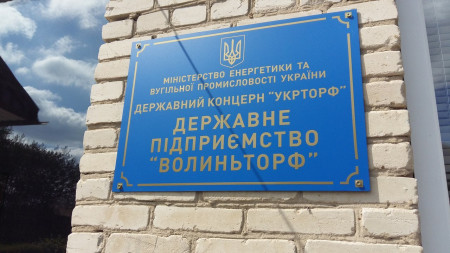 МІНІСТЕРСТВО ЕНЕРГЕТИКИ ТА
ВУГІЛЬНОЇ ПРОМИСЛОВОСТІ УКРАЇНИ
ДЕРЖАВНИЙ КОНЦЕРН "УКРТОРФ"
ДЕРЖАВНЕ
ПІДПРИЄМСТВО
"ВОЛИНЬТОРФ"